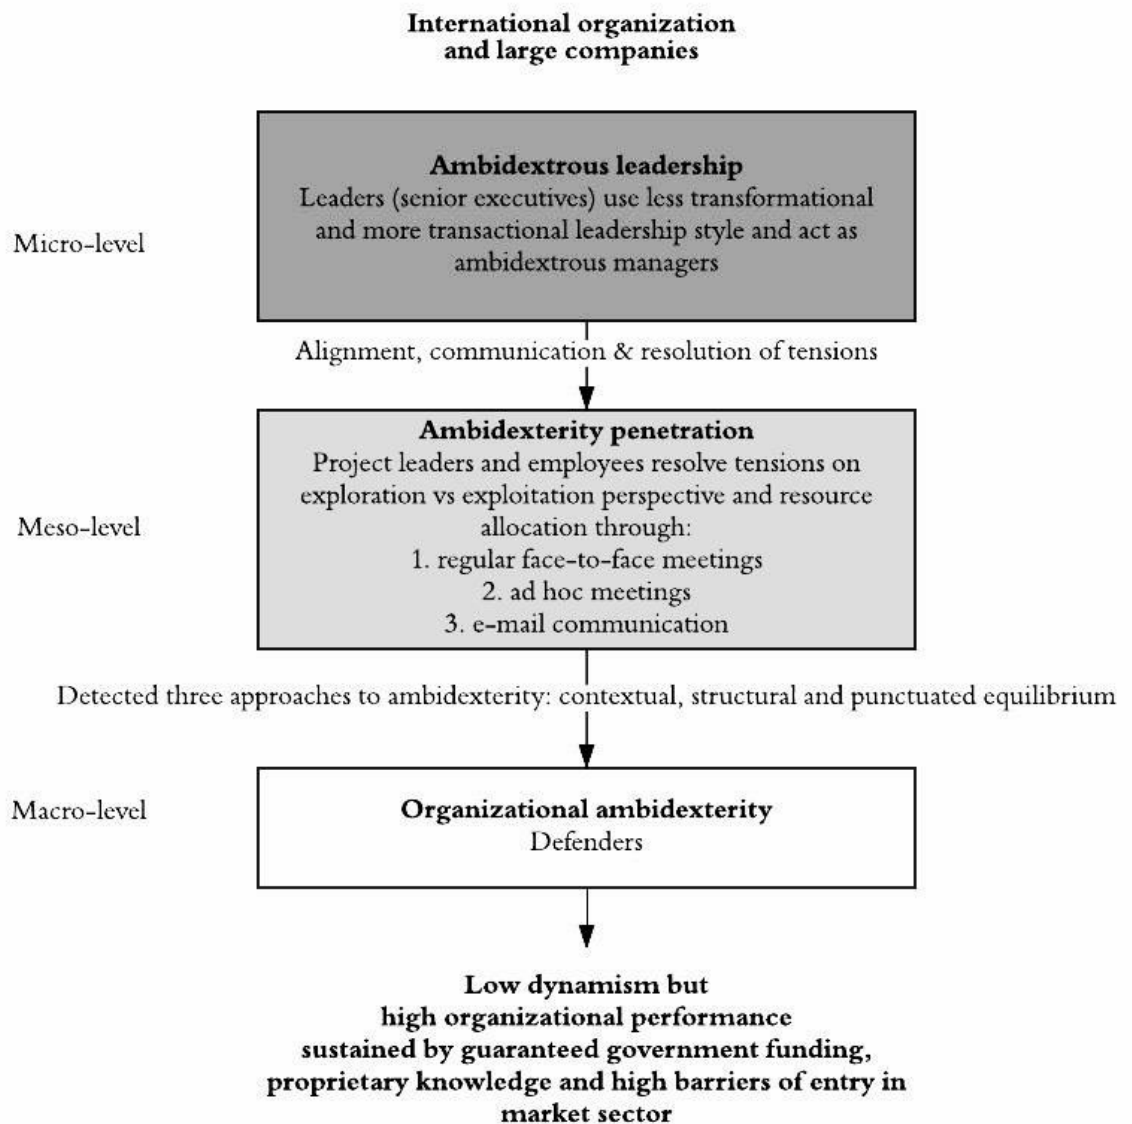 International organization
and large companies
Ambidextrous leadership
Leaders (senior executives) use less transformational
and more transactional leadership style and act as
ambidextrous managers
Micro-level
Alignment, communication & resolution of tensions
Ambidexterity penetration
Project leaders and employees resolve tensions on
exploration vs exploitation perspective and resource
allocation through:
1. regular face-to-face meetings
2. ad hoc meetings
3. e-mail communication
Meso-level
Detected three approaches to ambidexterity: contextual, structural and punctuated equilibrium
Organizational ambidexterity
Defenders
Macro-level
Low dynamism but
high organizational performance
sustained by guaranteed government funding,
proprietary knowledge and high barriers of entry in
market sector